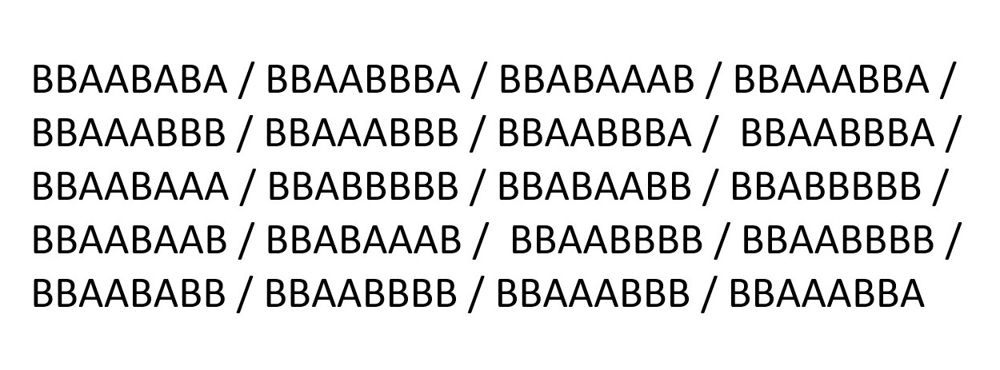 BBAABABA / BBAABBBA / BBABAAAB / BBAAABBA /
BBAAABBB / BBAAABBB / BBAABBBA / BBAABBBA /
BBAABAAA / BBABBBBB / BBABAABB / BBABBBBB /
BBAABAAB / BBABAAAB / BBAABBBB / BBAABBBB /
BBAABABB / BBAABBBB / BBAAABBB / BBAAABBA